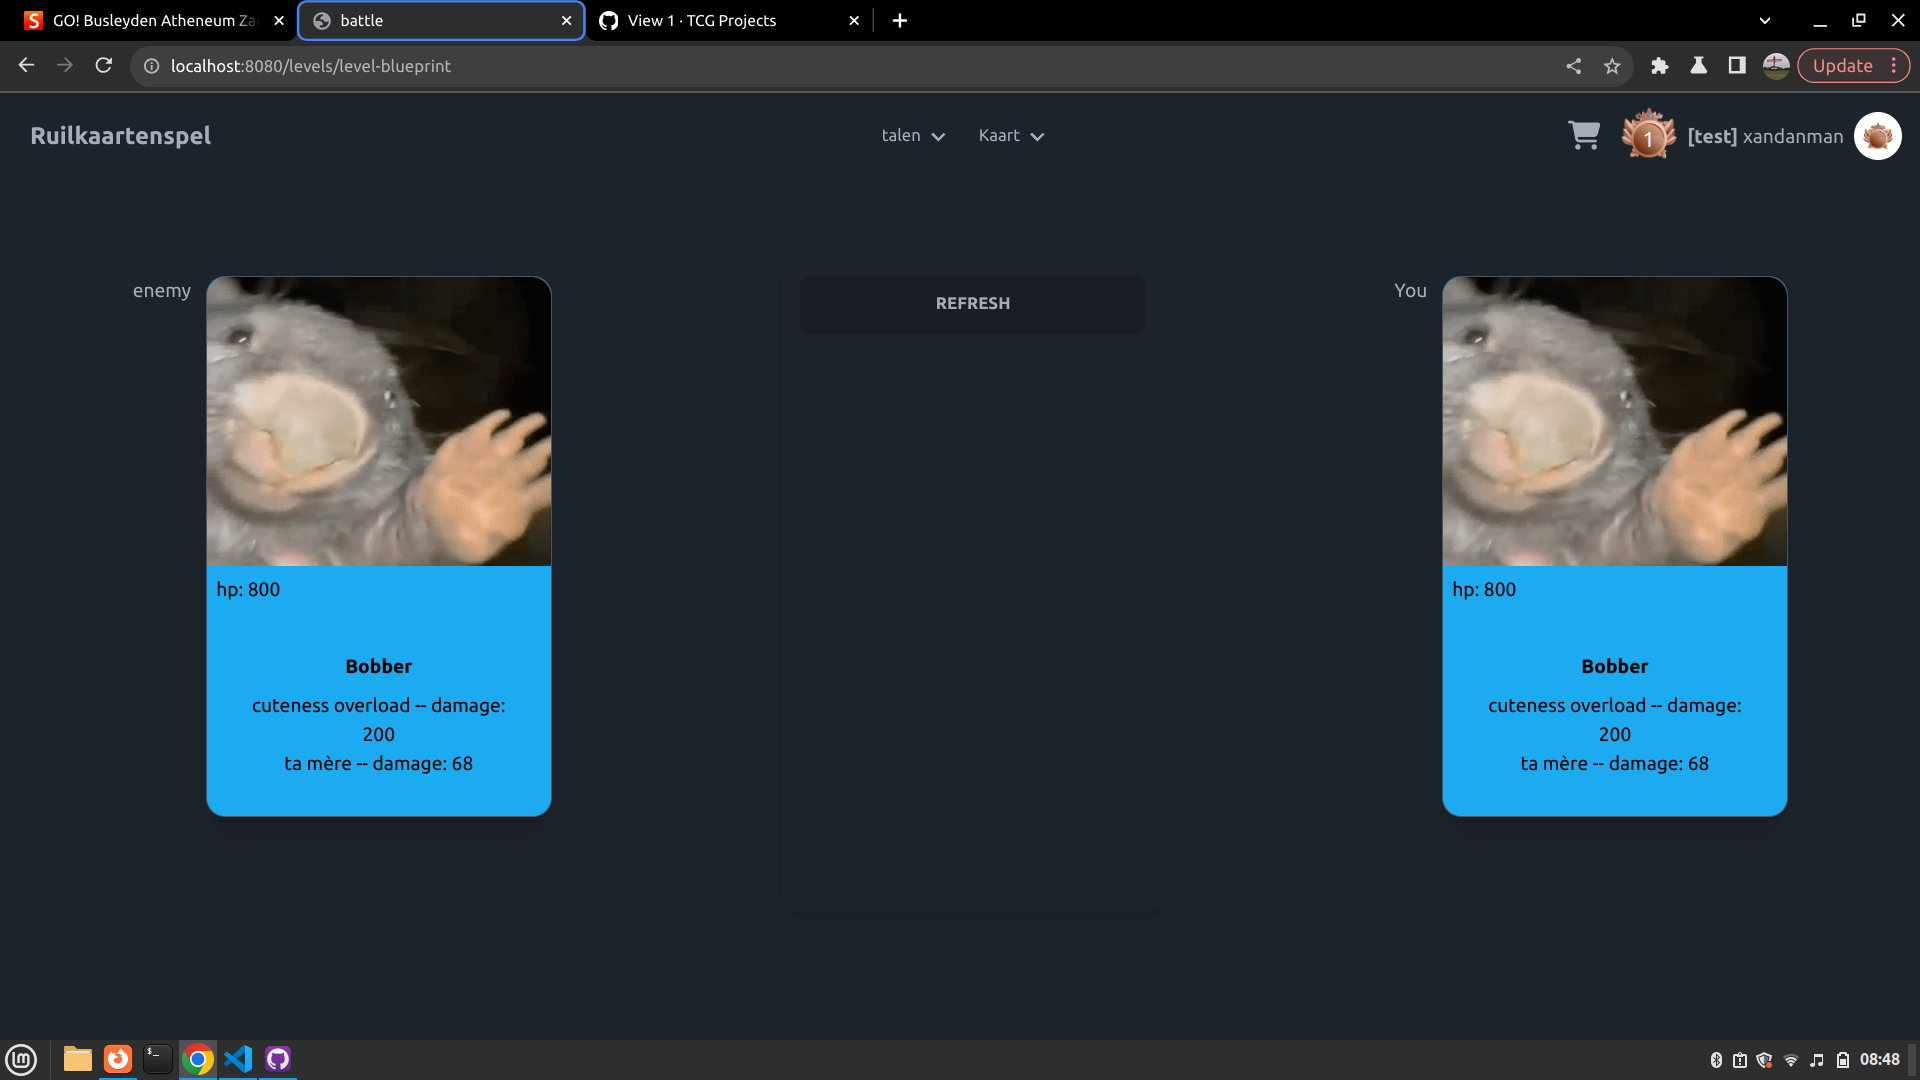 GO! Busleyden Atheneum Za
battle
View 1 · TCG Projects
localhost:8080/levels/level-blueprint
Update
Ruilkaartenspel
talen
Kaart
1
[test] xandanman
enemy
REFRESH
You
hp: 800
Bobber
cuteness overload -- damage:
200
ta mère -- damage: 68
hp: 800
Bobber
cuteness overload -- damage:
200
ta mère -- damage: 68
08:48